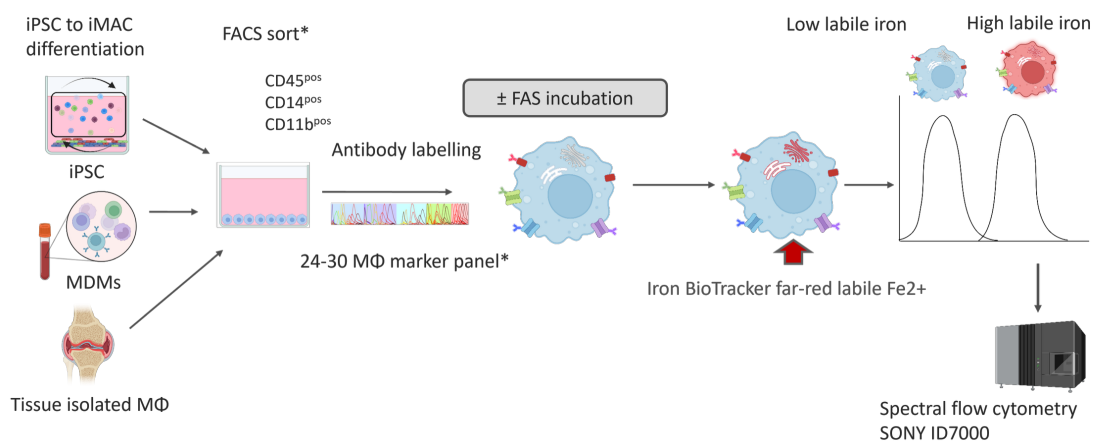 iPSC to iMAC
differentiation
iPSC
MDMs
Tissue isolated MΦ
FACS sort*
CD45pos
CD14pos
CD11bpos
Antibody labelling
24-30 MΦ marker panel*
± FAS incubation
Iron BioTracker far-red labile Fe2+
Low labile iron
High labile iron
Spectral flow cytometry
SONY ID7000